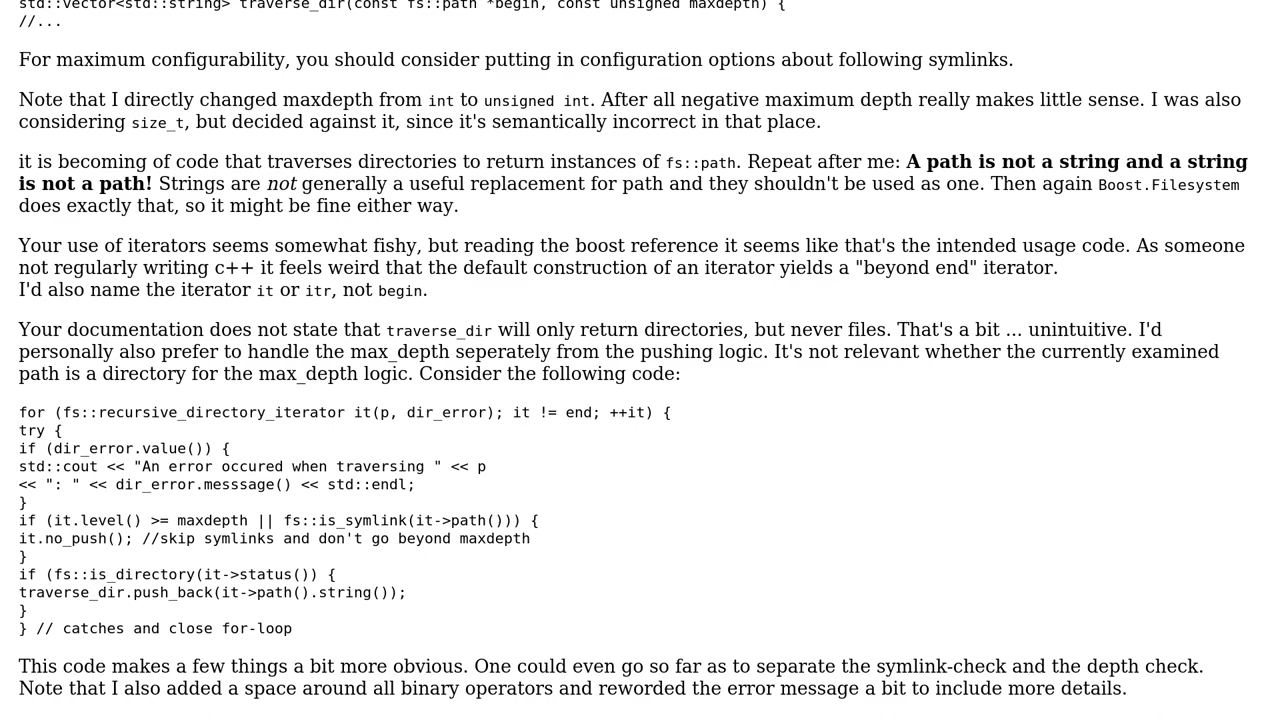 std::vector<std::string> traverse_dir(const fs::path *begin, const unsigned maxdepth) {
//...
For maximum configurability, you should consider putting in configuration options about following symlinks.
Note that I directly changed maxdepth from int to unsigned int. After all negative maximum depth really makes little sense. I was also
considering size_t, but decided against it, since it's semantically incorrect in that place.
it is becoming of code that traverses directories to return instances of fs::path. Repeat after me: A path is not a string and a string
is not a path! Strings are not generally a useful replacement for path and they shouldn't be used as one. Then again Boost.Filesystem
does exactly that, so it might be fine either way.
Your use of iterators seems somewhat fishy, but reading the boost reference it seems like that's the intended usage code. As someone
not regularly writing c++ it feels weird that the default construction of an iterator yields a "beyond end" iterator.
I'd also name the iterator it or itr, not begin.
Your documentation does not state that traverse_dir will only return directories, but never files. That's a bit ... unintuitive. I'd
personally also prefer to handle the max_depth seperately from the pushing logic. It's not relevant whether the currently examined
path is a directory for the max_depth logic. Consider the following code:
for (fs::recursive_directory_iterator it(p, dir_error); it != end; ++it) {
try {
if (dir_error.value()) {
std::cout << "An error occured when traversing " << p
<< ": " << dir_error.messsage() << std::endl;
}
if (it.level() >= maxdepth || fs::is_symlink(it->path())) {
it.no_push(); //skip symlinks and don't go beyond maxdepth
}
if (fs::is_directory(it->status()) {
traverse_dir.push_back(it->path().string());
}
} // catches and close for-loop
This code makes a few things a bit more obvious. One could even go so far as to separate the symlink-check and the depth check.
Note that I also added a space around all binary operators and reworded the error message a bit to include more details.